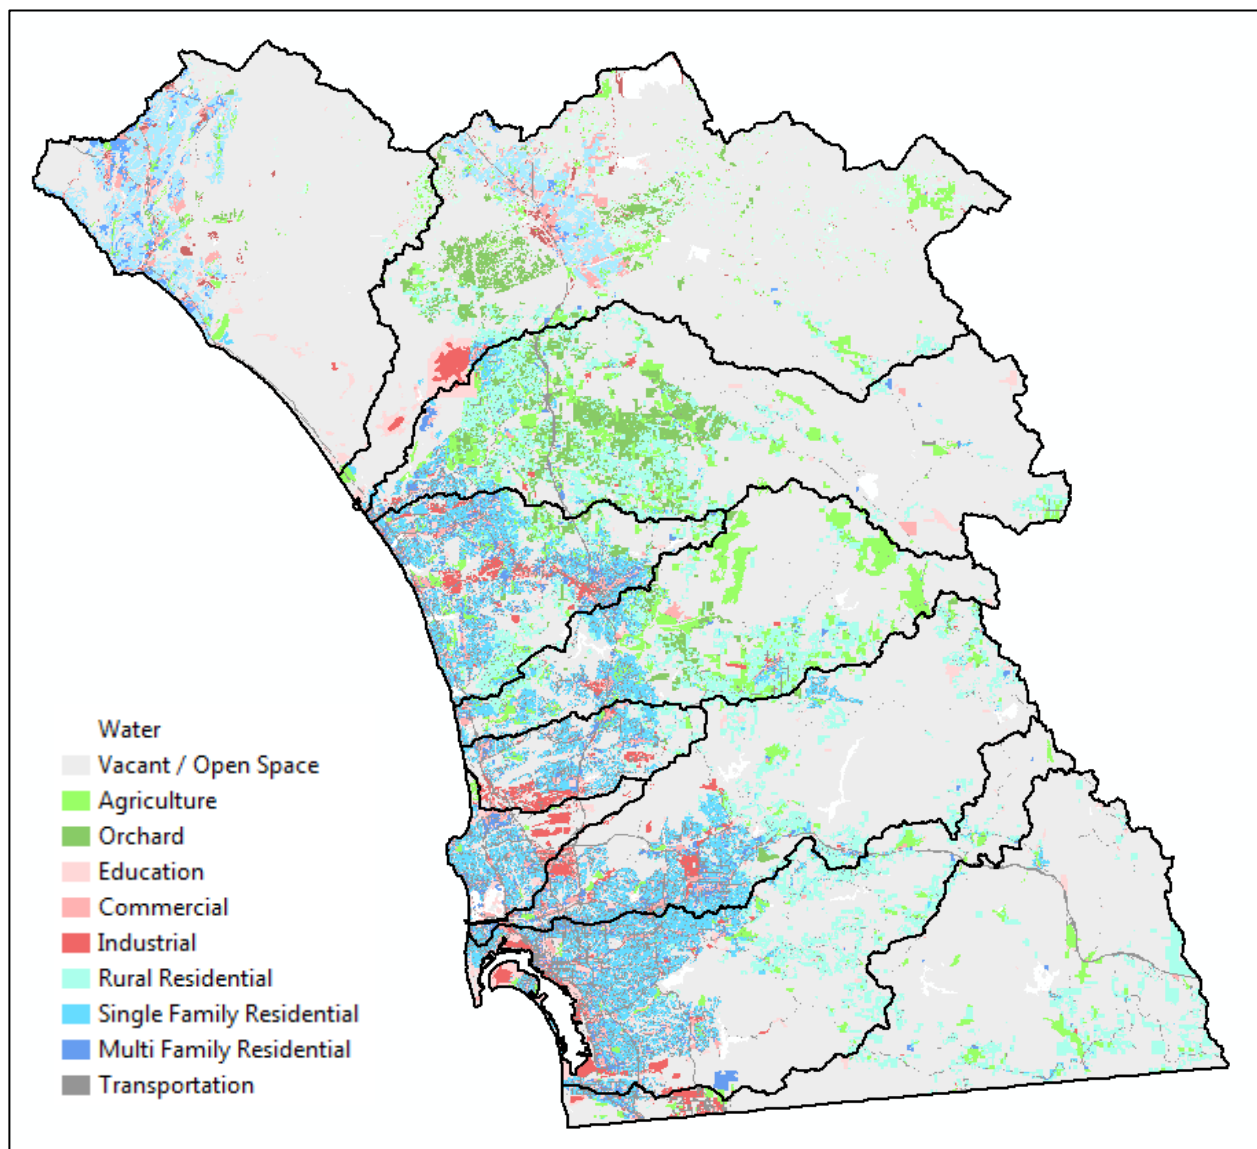 Water
Vacant / Open Space
Agriculture
Orchard
Education
Commercial
Industrial
Rural Residential
Single Family Residential
Multi Family Residential
Transportation